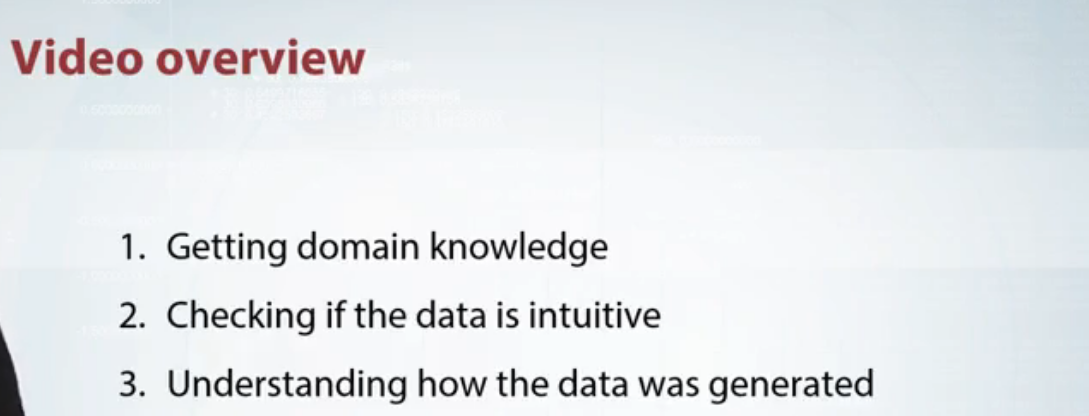 Video overview
1. Getting domain knowledge
2. Checking if the data is intuitive
3. Understanding how the data was generated